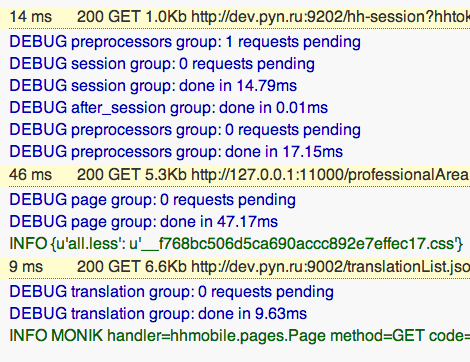 14 ms 200 GET 1.0Kb http://dev.pyn.ru:9202/hh-session?hhtok
DEBUG preprocessors group: 1 requests pending
DEBUG session group: 0 requests pending
DEBUG session group: done in 14.79ms
DEBUG after_session group: done in 0.01ms
DEBUG preprocessors group: 0 requests pending
DEBUG preprocessors group: done in 17.15ms
46 ms 200 GET 5.3Kb http://127.0.0.1:11000/professionalArea
DEBUG page group: 0 requests pending
DEBUG page group: done in 47.17ms
INFO {u'all.less': u'__f768bc506d5ca690accc892e7effec17.css'}
9 ms 200 GET 6.6Kb http://dev.pyn.ru:9002/translationList.jso
DEBUG translation group: 0 requests pending
DEBUG translation group: done in 9.63ms
INFO MONIK handler=hhmobile.pages.Page method=GET code=